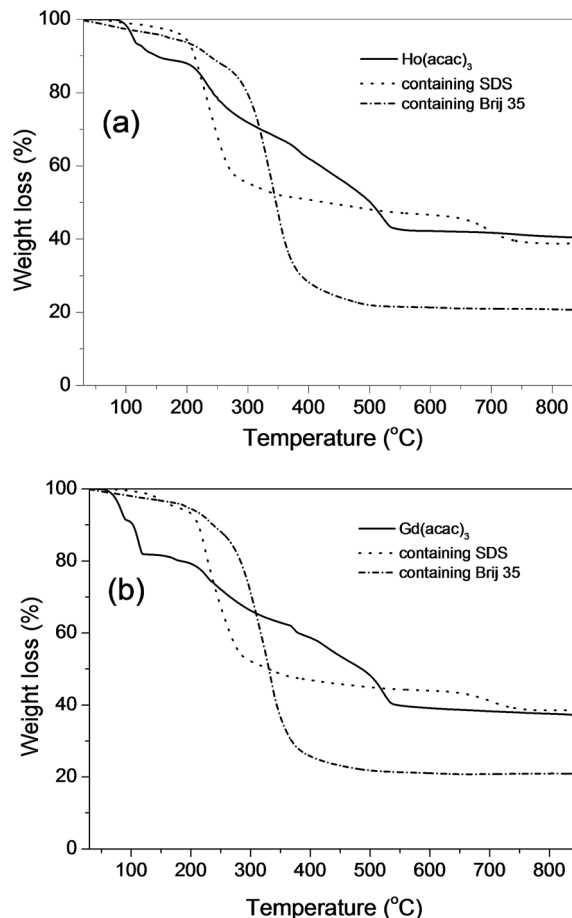 100
80
60
40
20
0
Weight loss (%)
(a)
Ho(acac)3
containing SDS
containing Brij 35
100 200 300 400 500 600 700 800
Temperature (°C)
100
80
60
40
20
0
Weight loss (%)
(b)
Gd(acac)3
containing SDS
containing Brij 35
100 200 300 400 500 600 700 800
Temperature (°C)